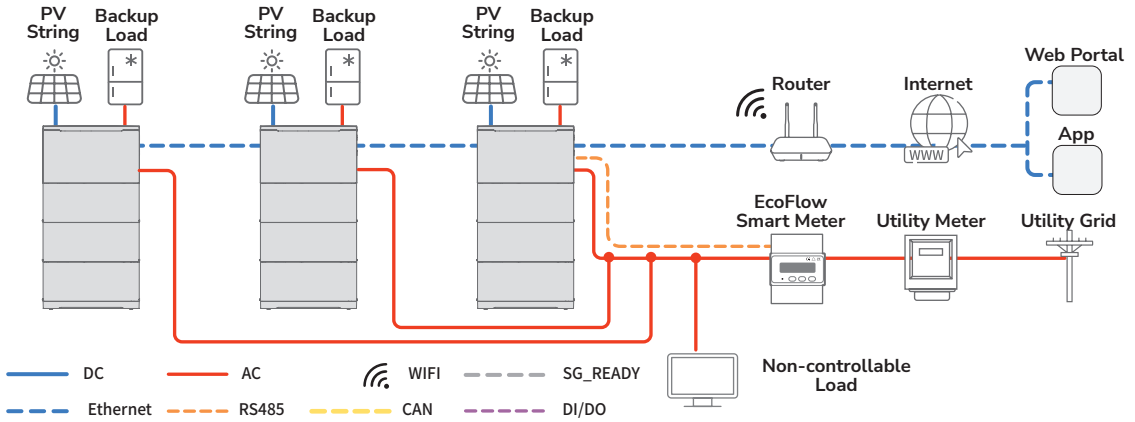 PV
String
Backup
Load
PV
String
Backup
Load
PV
String
Backup
Load
Router
Internet
WWW
Web Portal
App
EcoFlow
Smart Meter
Utility Meter
Utility Grid
Non-controllable
Load
DC
AC
WIFI
SG_READY
Ethernet
RS485
CAN
DI/DO